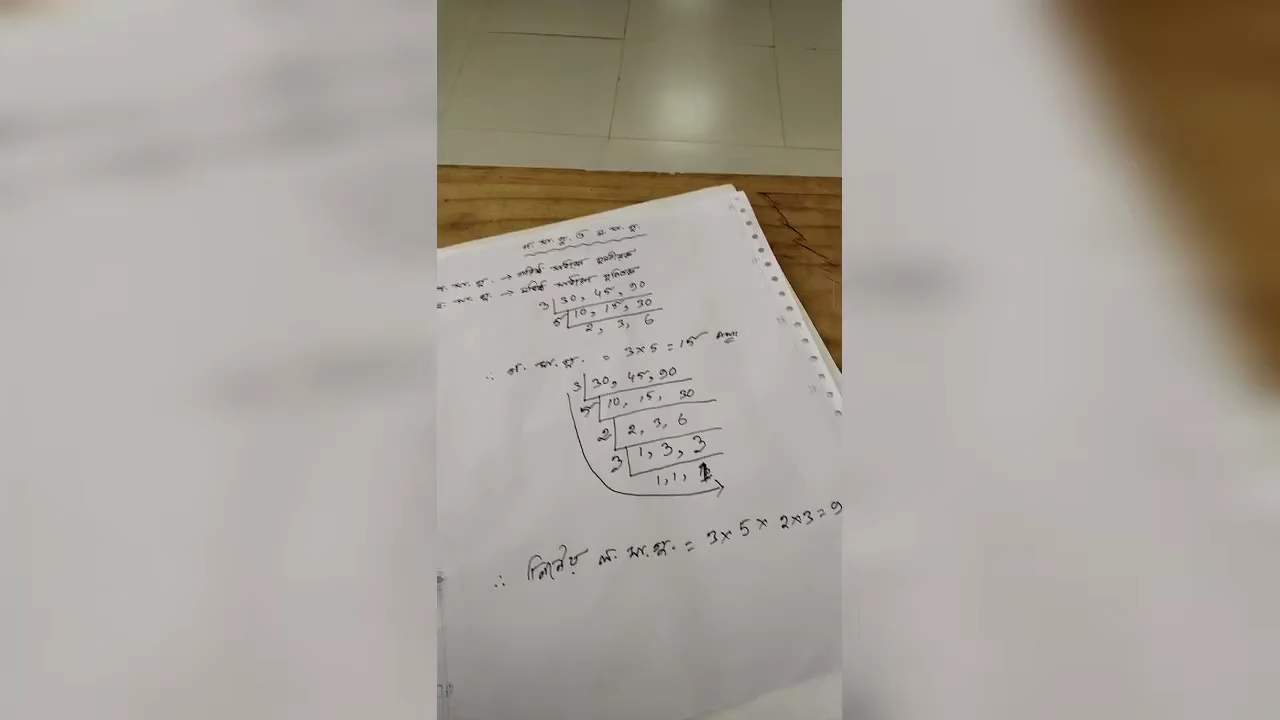 ল. সা. গু. ও গ. সা. গু.
সা. গু. → লঘিষ্ঠ সাধারণ গুণিতক
সা. গু. → গরিষ্ঠ সাধারণ গুণিতক
3 | 30, 45, 90
5 | 10, 15, 30
2, 3, 6
∴ সা. গু. = 3×5 = 15 Ans
3 | 30, 45, 90
5 | 10, 15, 30
2 | 2, 3, 6
3 | 1, 3, 3
1, 1, 1
∴ নির্ণেয় ল. সা. গু. = 3×5×2×3=9